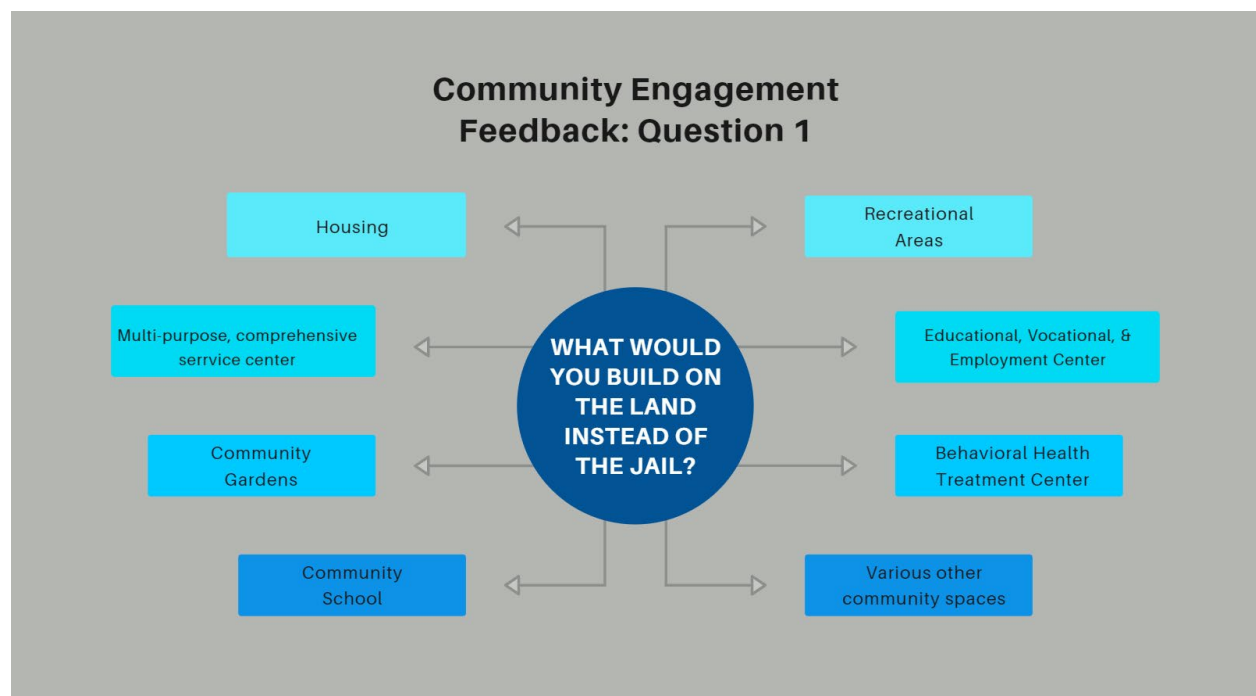 Community Engagement
Feedback: Question 1
Housing
Recreational
Areas
Multi-purpose, comprehensive
serrvice center
Educational, Vocational, &
Employment Center
WHAT WOULD
YOU BUILD ON
THE LAND
INSTEAD OF
THE JAIL?
Community
Gardens
Behavioral Health
Treatment Center
Community
School
Various other
community spaces